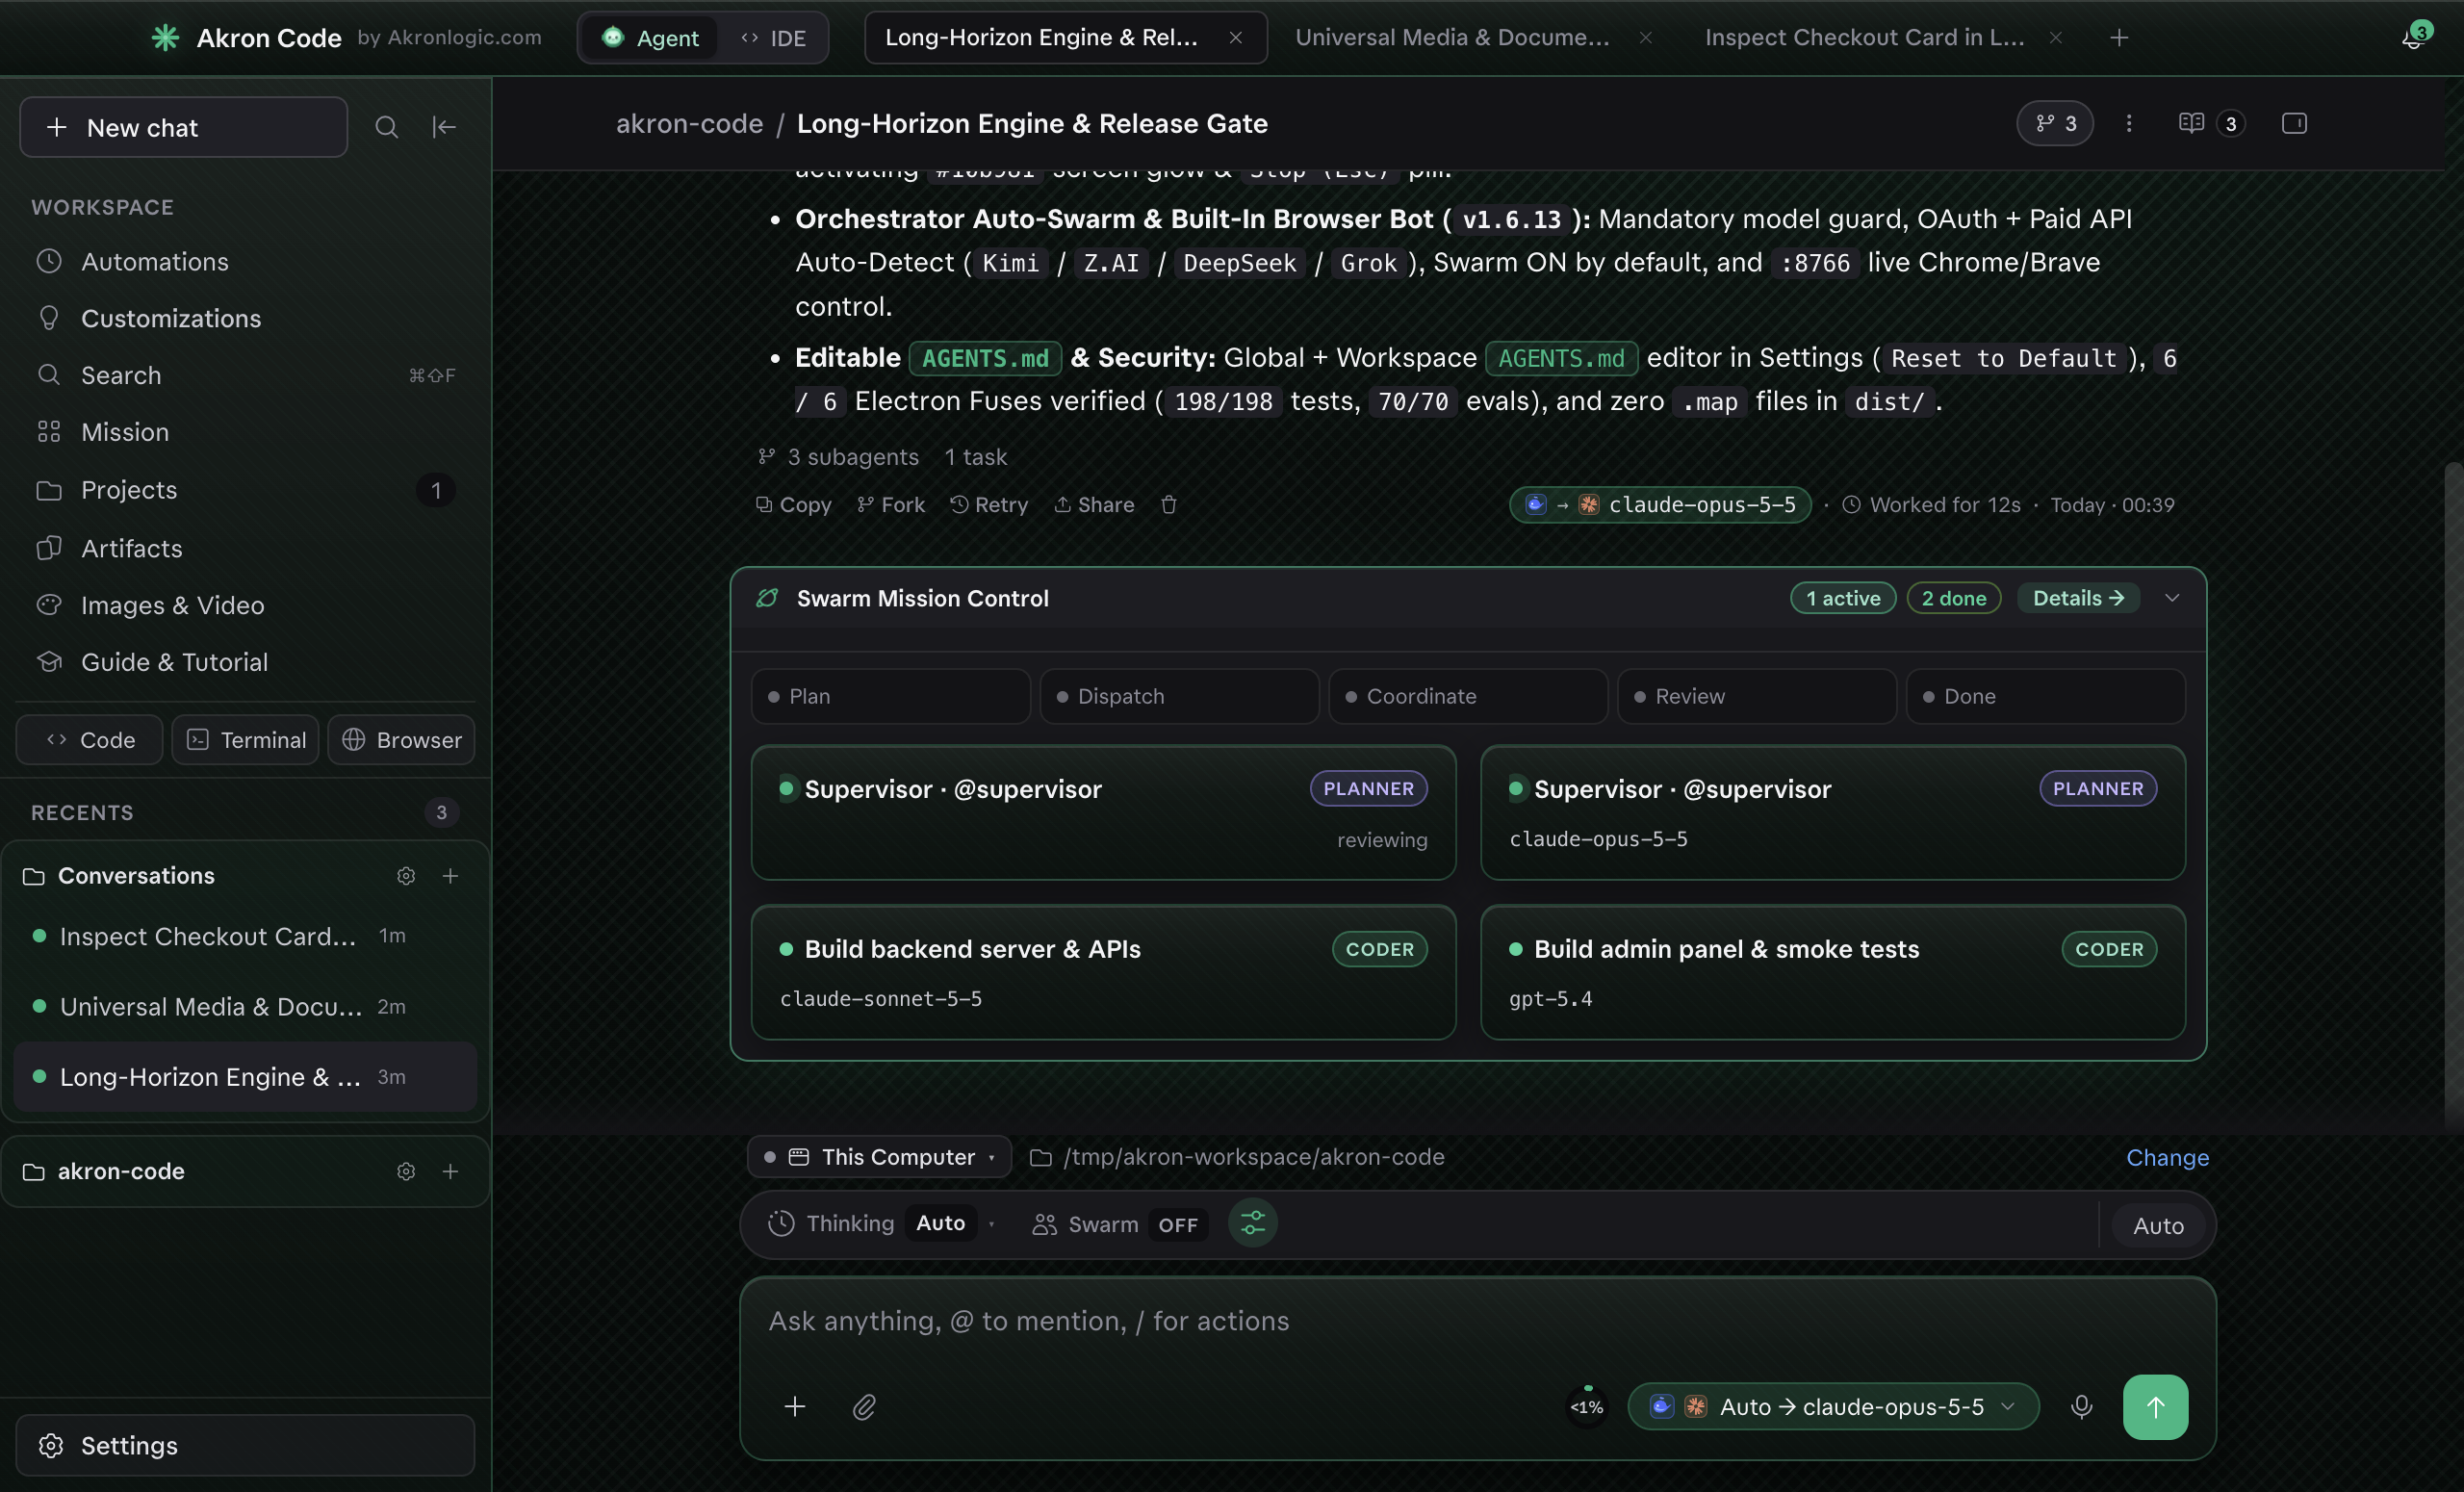 Akron Code by Akronlogic.com
Agent
IDE
Long-Horizon Engine & Rel...
Universal Media & Docume...
Inspect Checkout Card in L...
3
New chat
WORKSPACE
Automations
Customizations
Search ⌘⇧F
Mission
Projects 1
Artifacts
Images & Video
Guide & Tutorial
Code
Terminal
Browser
RECENTS 3
Conversations
Inspect Checkout Card... 1m
Universal Media & Docu... 2m
Long-Horizon Engine & ... 3m
akron-code
Settings
akron-code / Long-Horizon Engine & Release Gate
3
3
activating #10b981 screen glow & Stop (Esc) pill.
• Orchestrator Auto-Swarm & Built-In Browser Bot ( v1.6.13 ): Mandatory model guard, OAuth + Paid API
Auto-Detect ( Kimi / Z.AI / DeepSeek / Grok ), Swarm ON by default, and :8766 live Chrome/Brave
control.
• Editable AGENTS.md & Security: Global + Workspace AGENTS.md editor in Settings ( Reset to Default ), 6
/ 6 Electron Fuses verified ( 198/198 tests, 70/70 evals), and zero .map files in dist/ .
3 subagents 1 task
Copy Fork Retry Share
→ claude-opus-5-5 · Worked for 12s · Today · 00:39
Swarm Mission Control
1 active 2 done Details →
Plan
Dispatch
Coordinate
Review
Done
Supervisor · @supervisor PLANNER
reviewing
Supervisor · @supervisor PLANNER
claude-opus-5-5
Build backend server & APIs CODER
claude-sonnet-5-5
Build admin panel & smoke tests CODER
gpt-5.4
This Computer /tmp/akron-workspace/akron-code Change
Thinking Auto Swarm OFF Auto
Ask anything, @ to mention, / for actions
<1% Auto → claude-opus-5-5